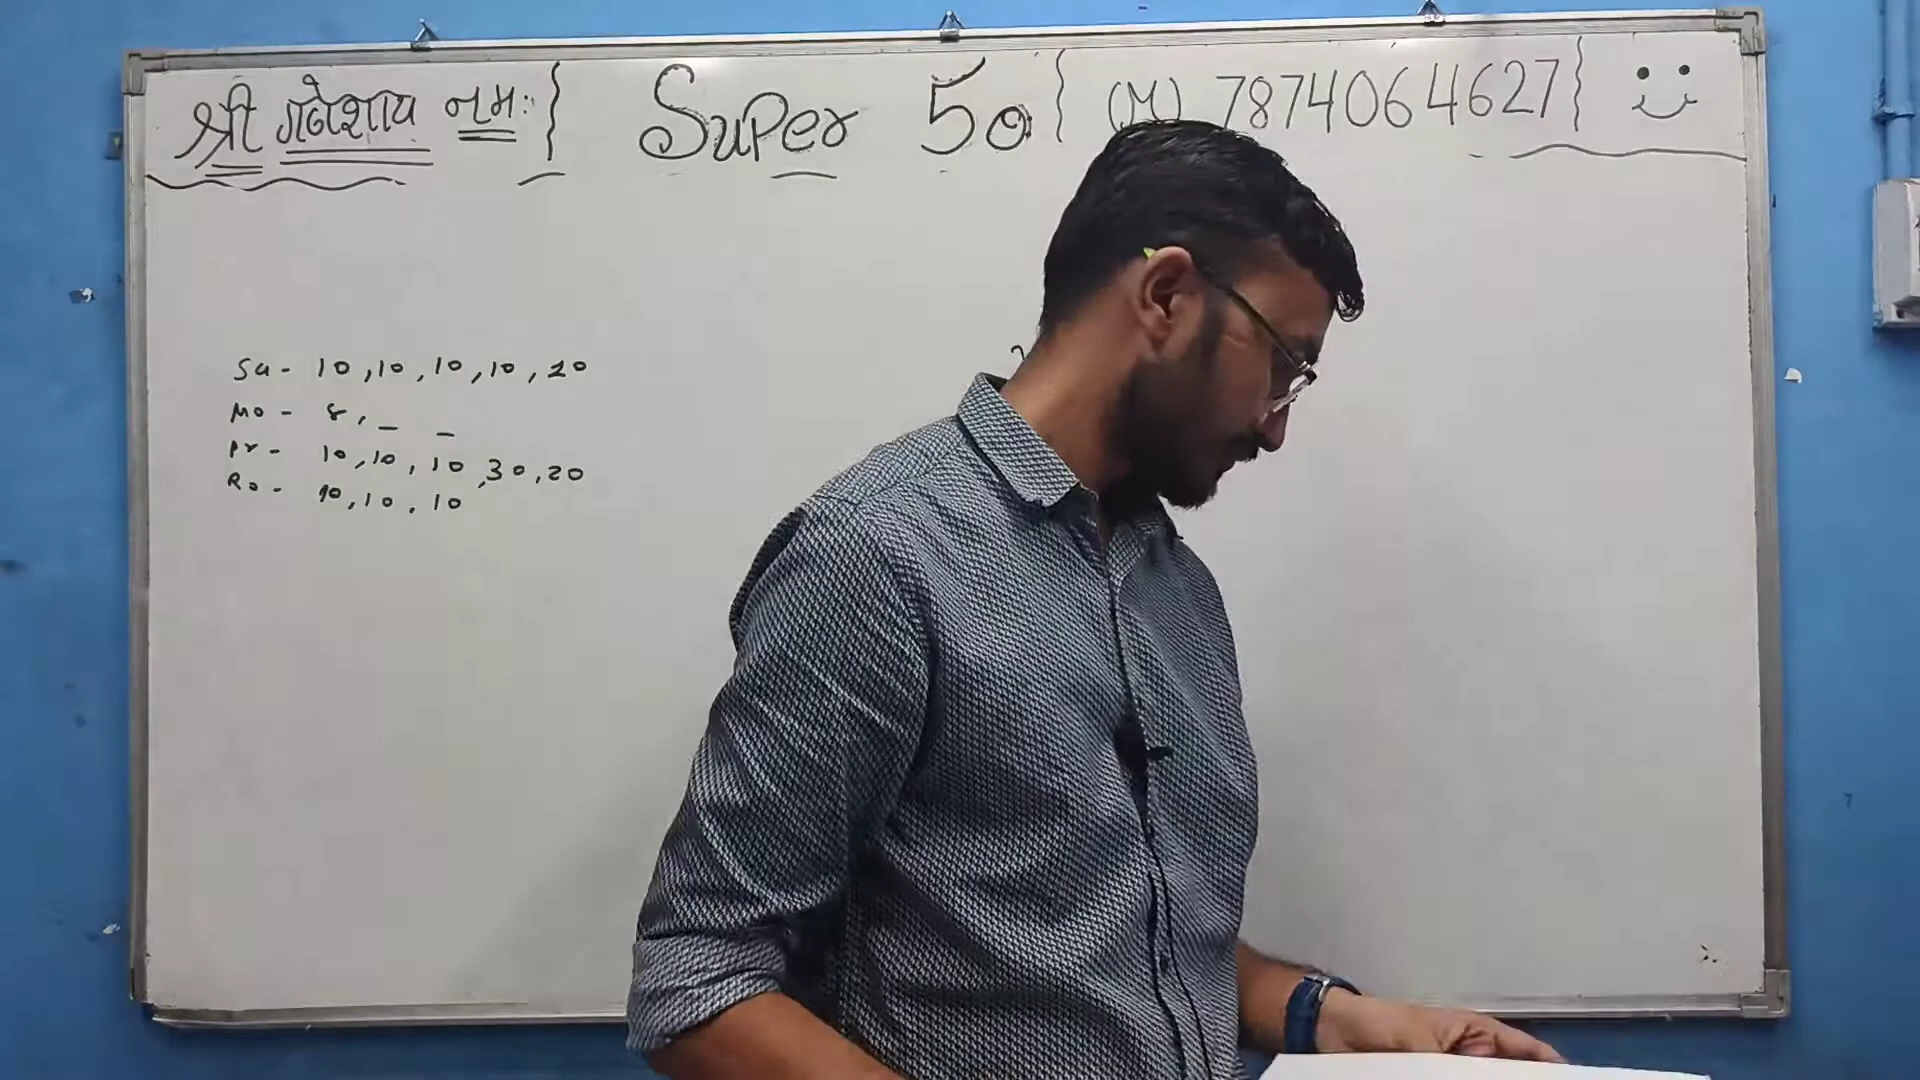 श्री गणेशाय नमः } Super 50 { (M) 7874064627 }
Sa - 10, 10, 10, 10, 20
Mo - 8, _ _
Pr - 10, 10, 10, 30, 20
Ro - 10, 10, 10